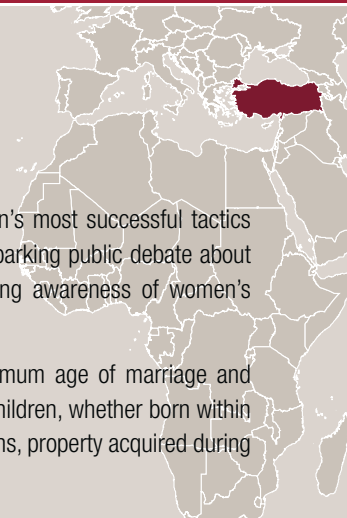 n's most successful tactics
parking public debate about
ng awareness of women's
mum age of marriage and
hildren, whether born within
ns, property acquired during